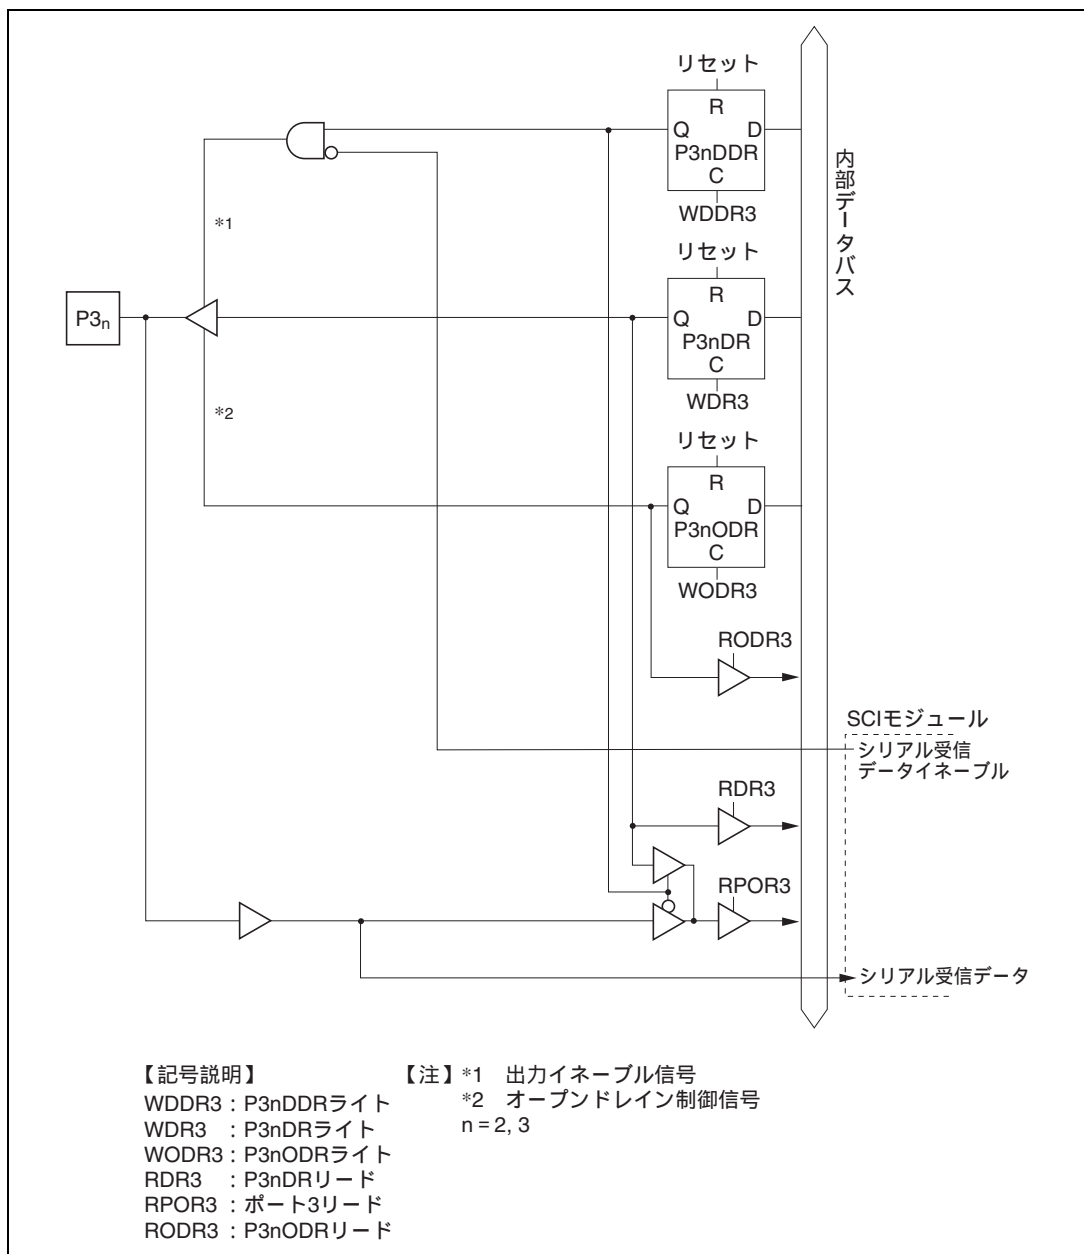 リセット
R
Q D
P3nDDR
C
WDDR3
内部データバス
*1
リセット
R
P3n
Q D
P3nDR
C
WDR3
*2
リセット
R
Q D
P3nODR
C
WODR3
RODR3
SCIモジュール
シリアル受信
データイネーブル
RDR3
RPOR3
シリアル受信データ
【記号説明】
WDDR3 : P3nDDRライト
WDR3 : P3nDRライト
WODR3 : P3nODRライト
RDR3 : P3nDRリード
RPOR3 : ポート3リード
RODR3 : P3nODRリード
【注】 *1 出力イネーブル信号
*2 オープンドレイン制御信号
n = 2, 3